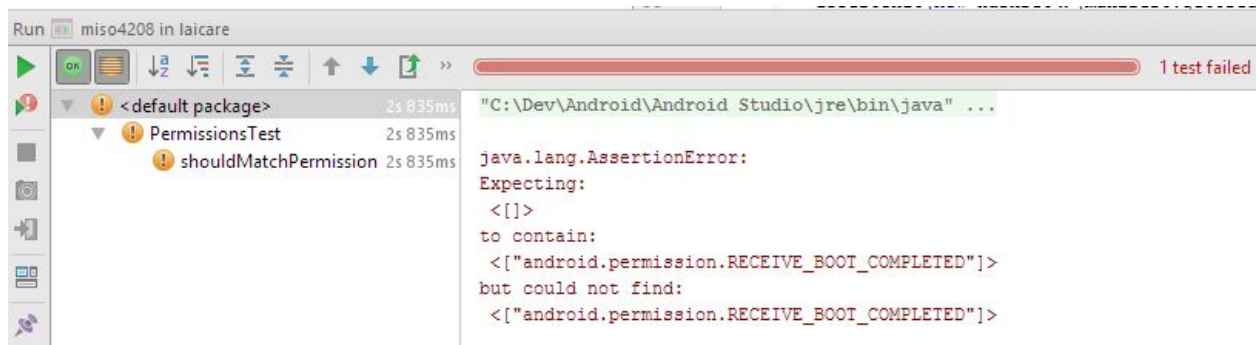 Run miso4208 in laicare
OK
1 test failed
<default package> 2s 835ms
PermissionsTest 2s 835ms
shouldMatchPermission 2s 835ms
"C:\Dev\Android\Android Studio\jre\bin\java" ...
java.lang.AssertionError:
Expecting:
<[]>
to contain:
<["android.permission.RECEIVE_BOOT_COMPLETED"]>
but could not find:
<["android.permission.RECEIVE_BOOT_COMPLETED"]>